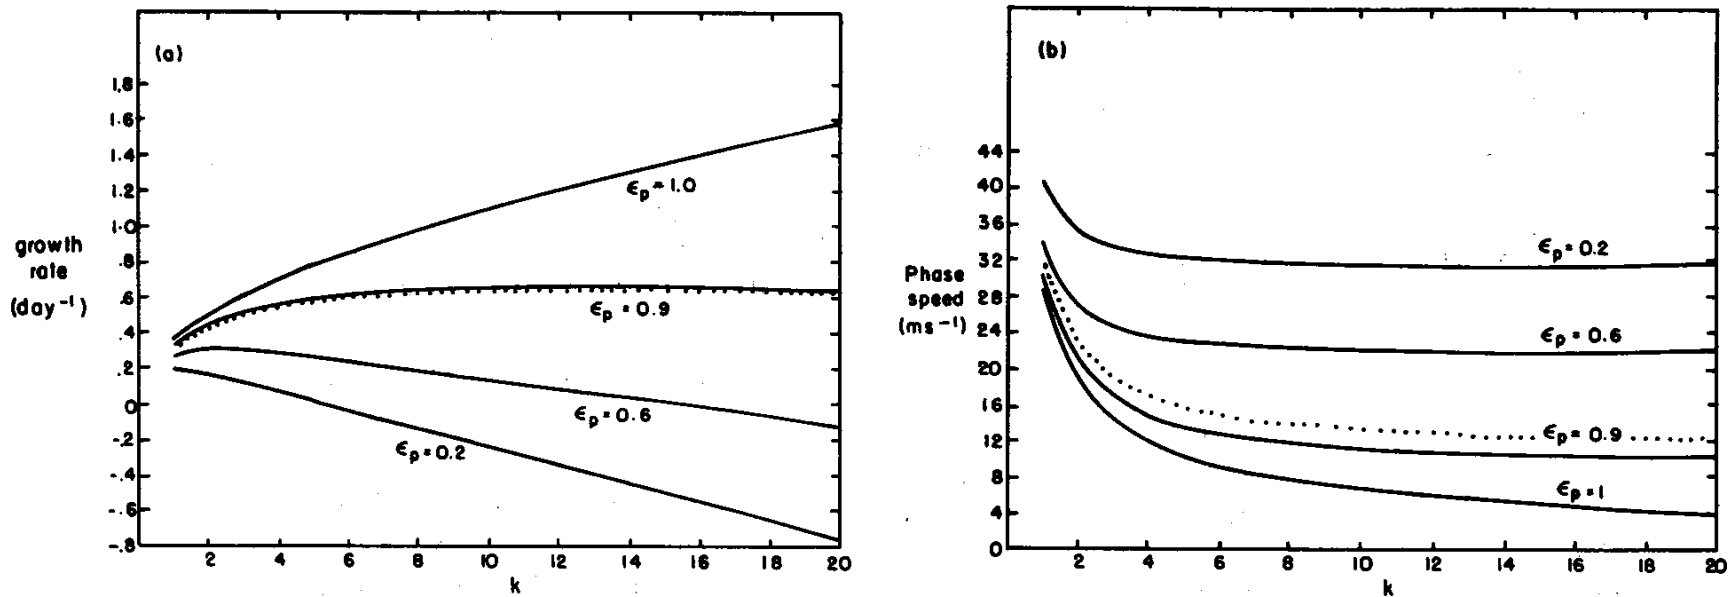 (a)
1.8
1.6
1.4
1.2
1.0
.8
.6
.4
.2
0
-.2
-.4
-.6
-.8
growth
rate
(day⁻¹)
ϵp = 1.0
ϵp = 0.9
ϵp = 0.6
ϵp = 0.2
2 4 6 8 10 12 14 16 18 20
k
(b)
44
40
36
32
28
24
20
16
12
8
4
0
Phase
speed
(ms⁻¹)
ϵp = 0.2
ϵp = 0.6
ϵp = 0.9
ϵp = 1
2 4 6 8 10 12 14 16 18 20
k